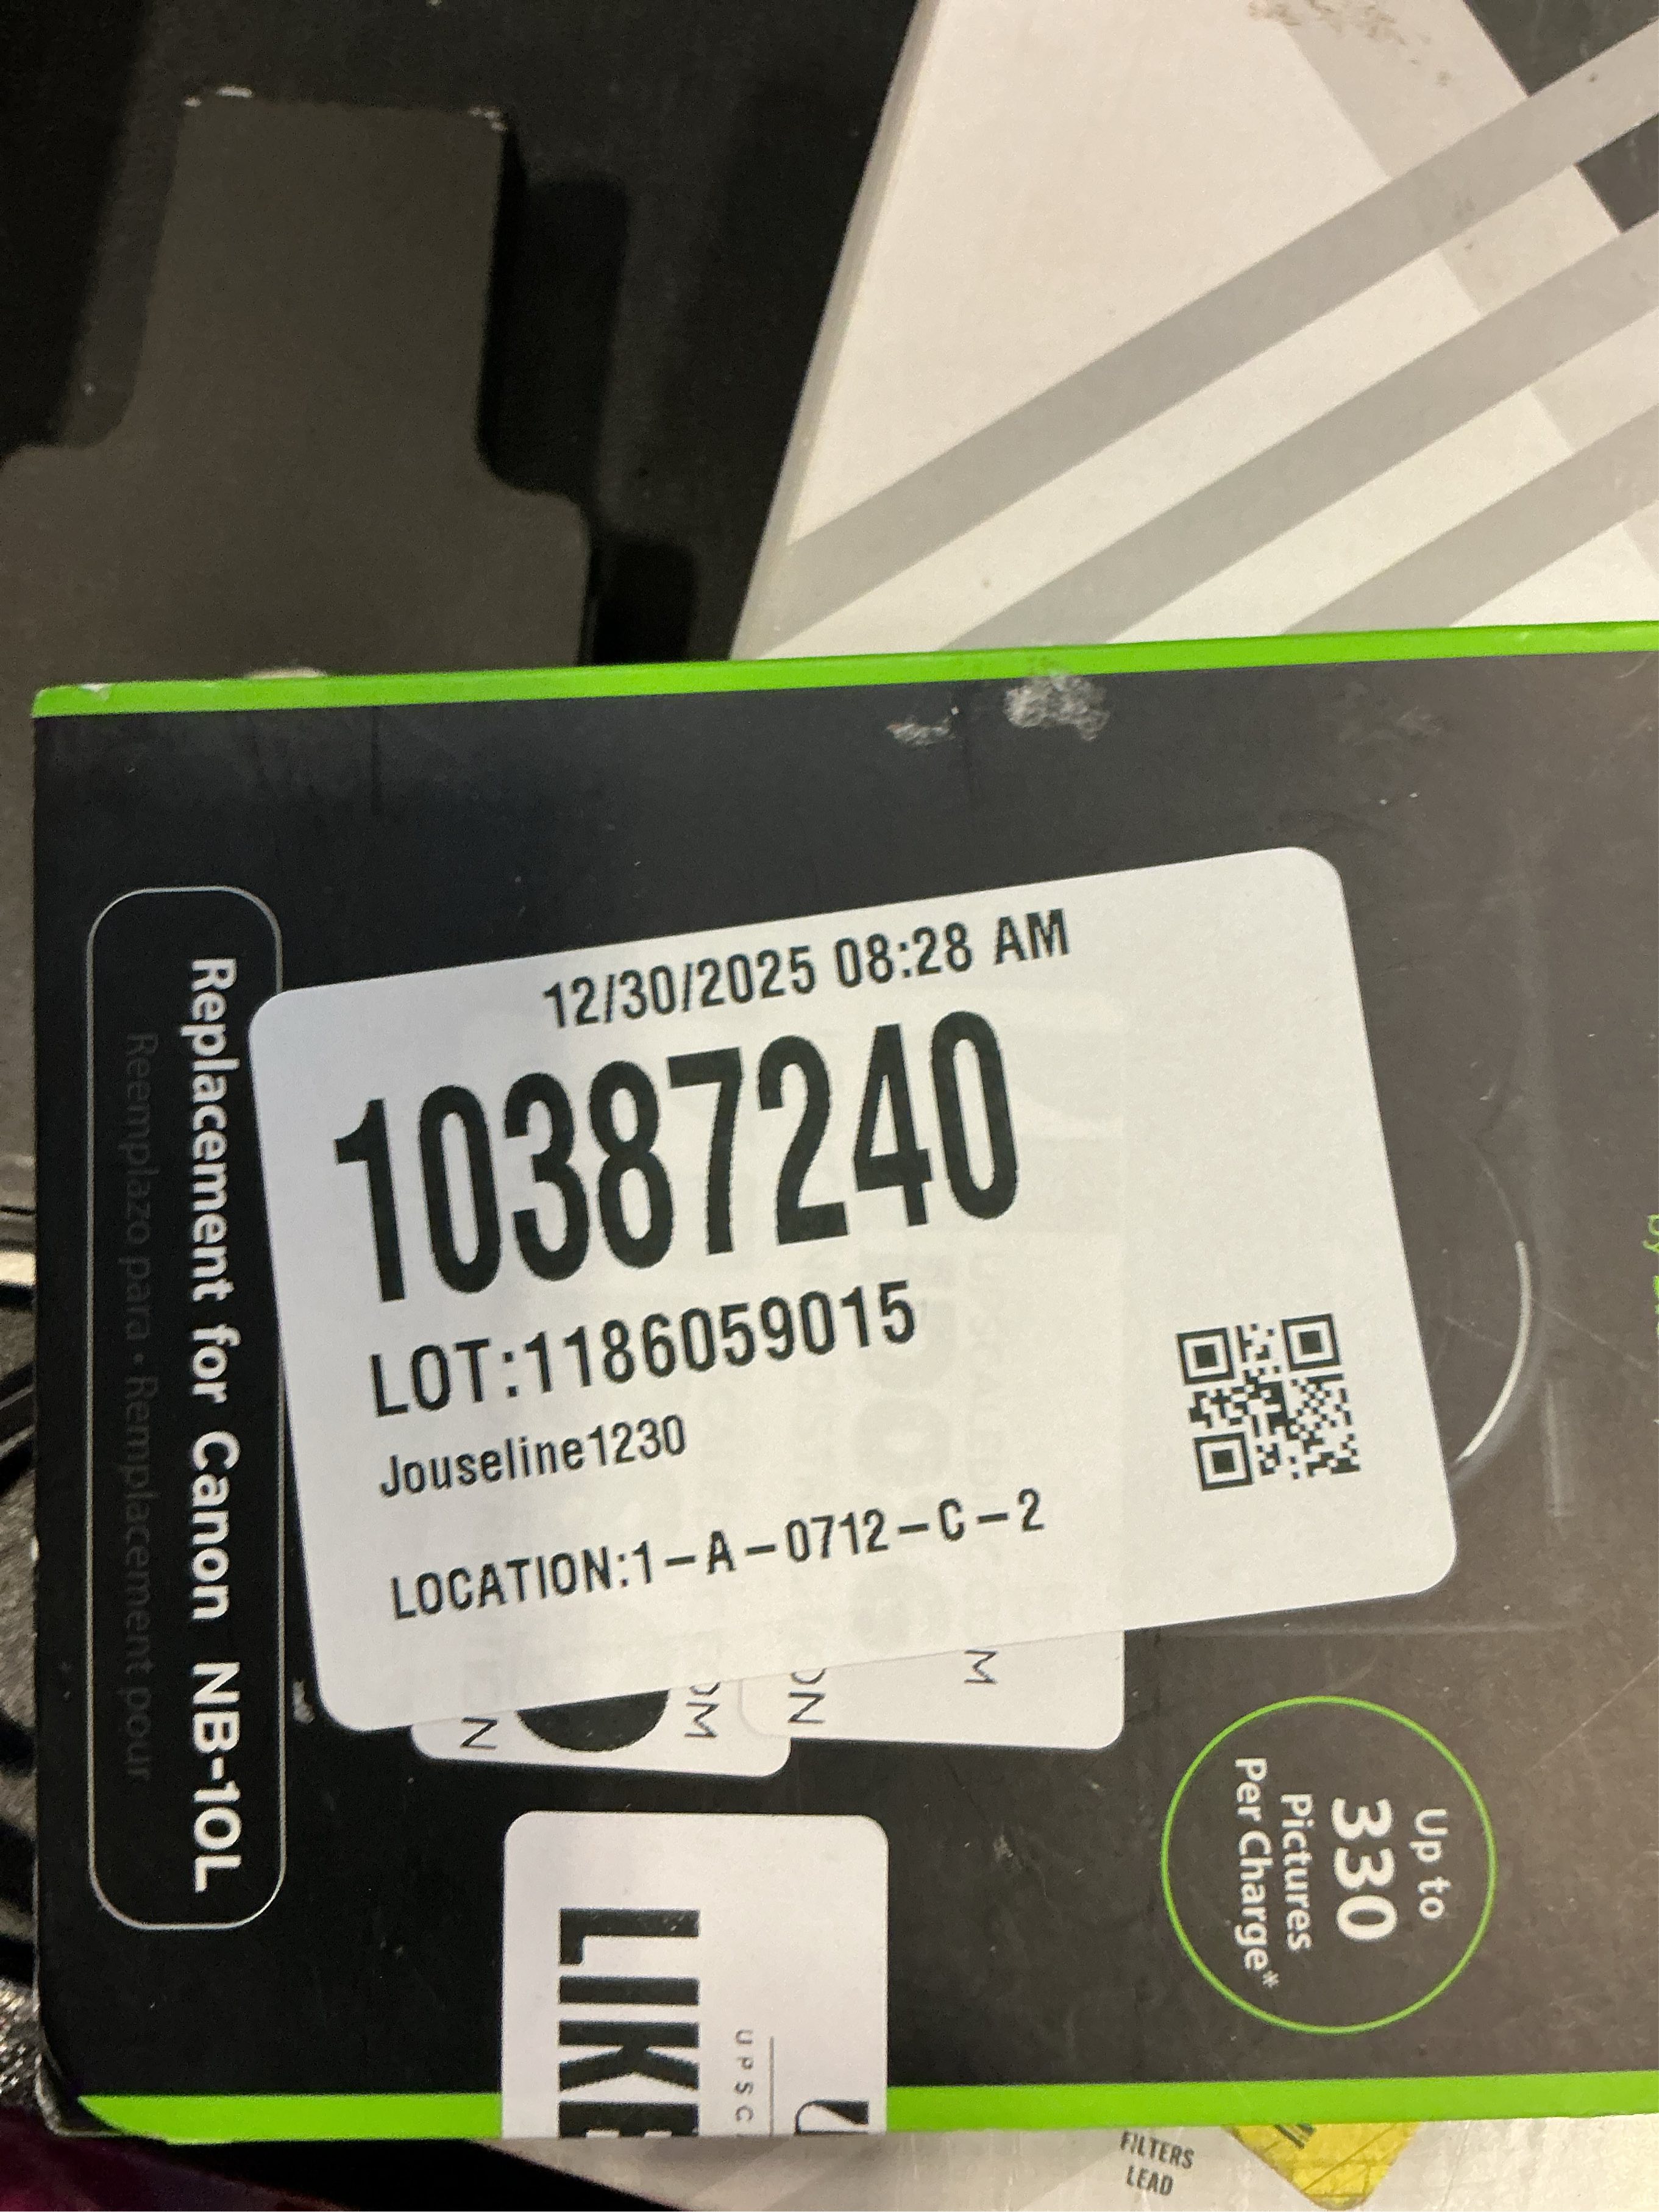 12/30/2025 08:28 AM
10387240
LOT:1186059015
Jouseline1230
LOCATION:1-A-0712-C-2
Replacement for Canon NB-10L
Reemplazo para • Remplacement pour
Up to
330
Pictures
Per Charge*
LIKE
UPSC
FILTERS
LEAD